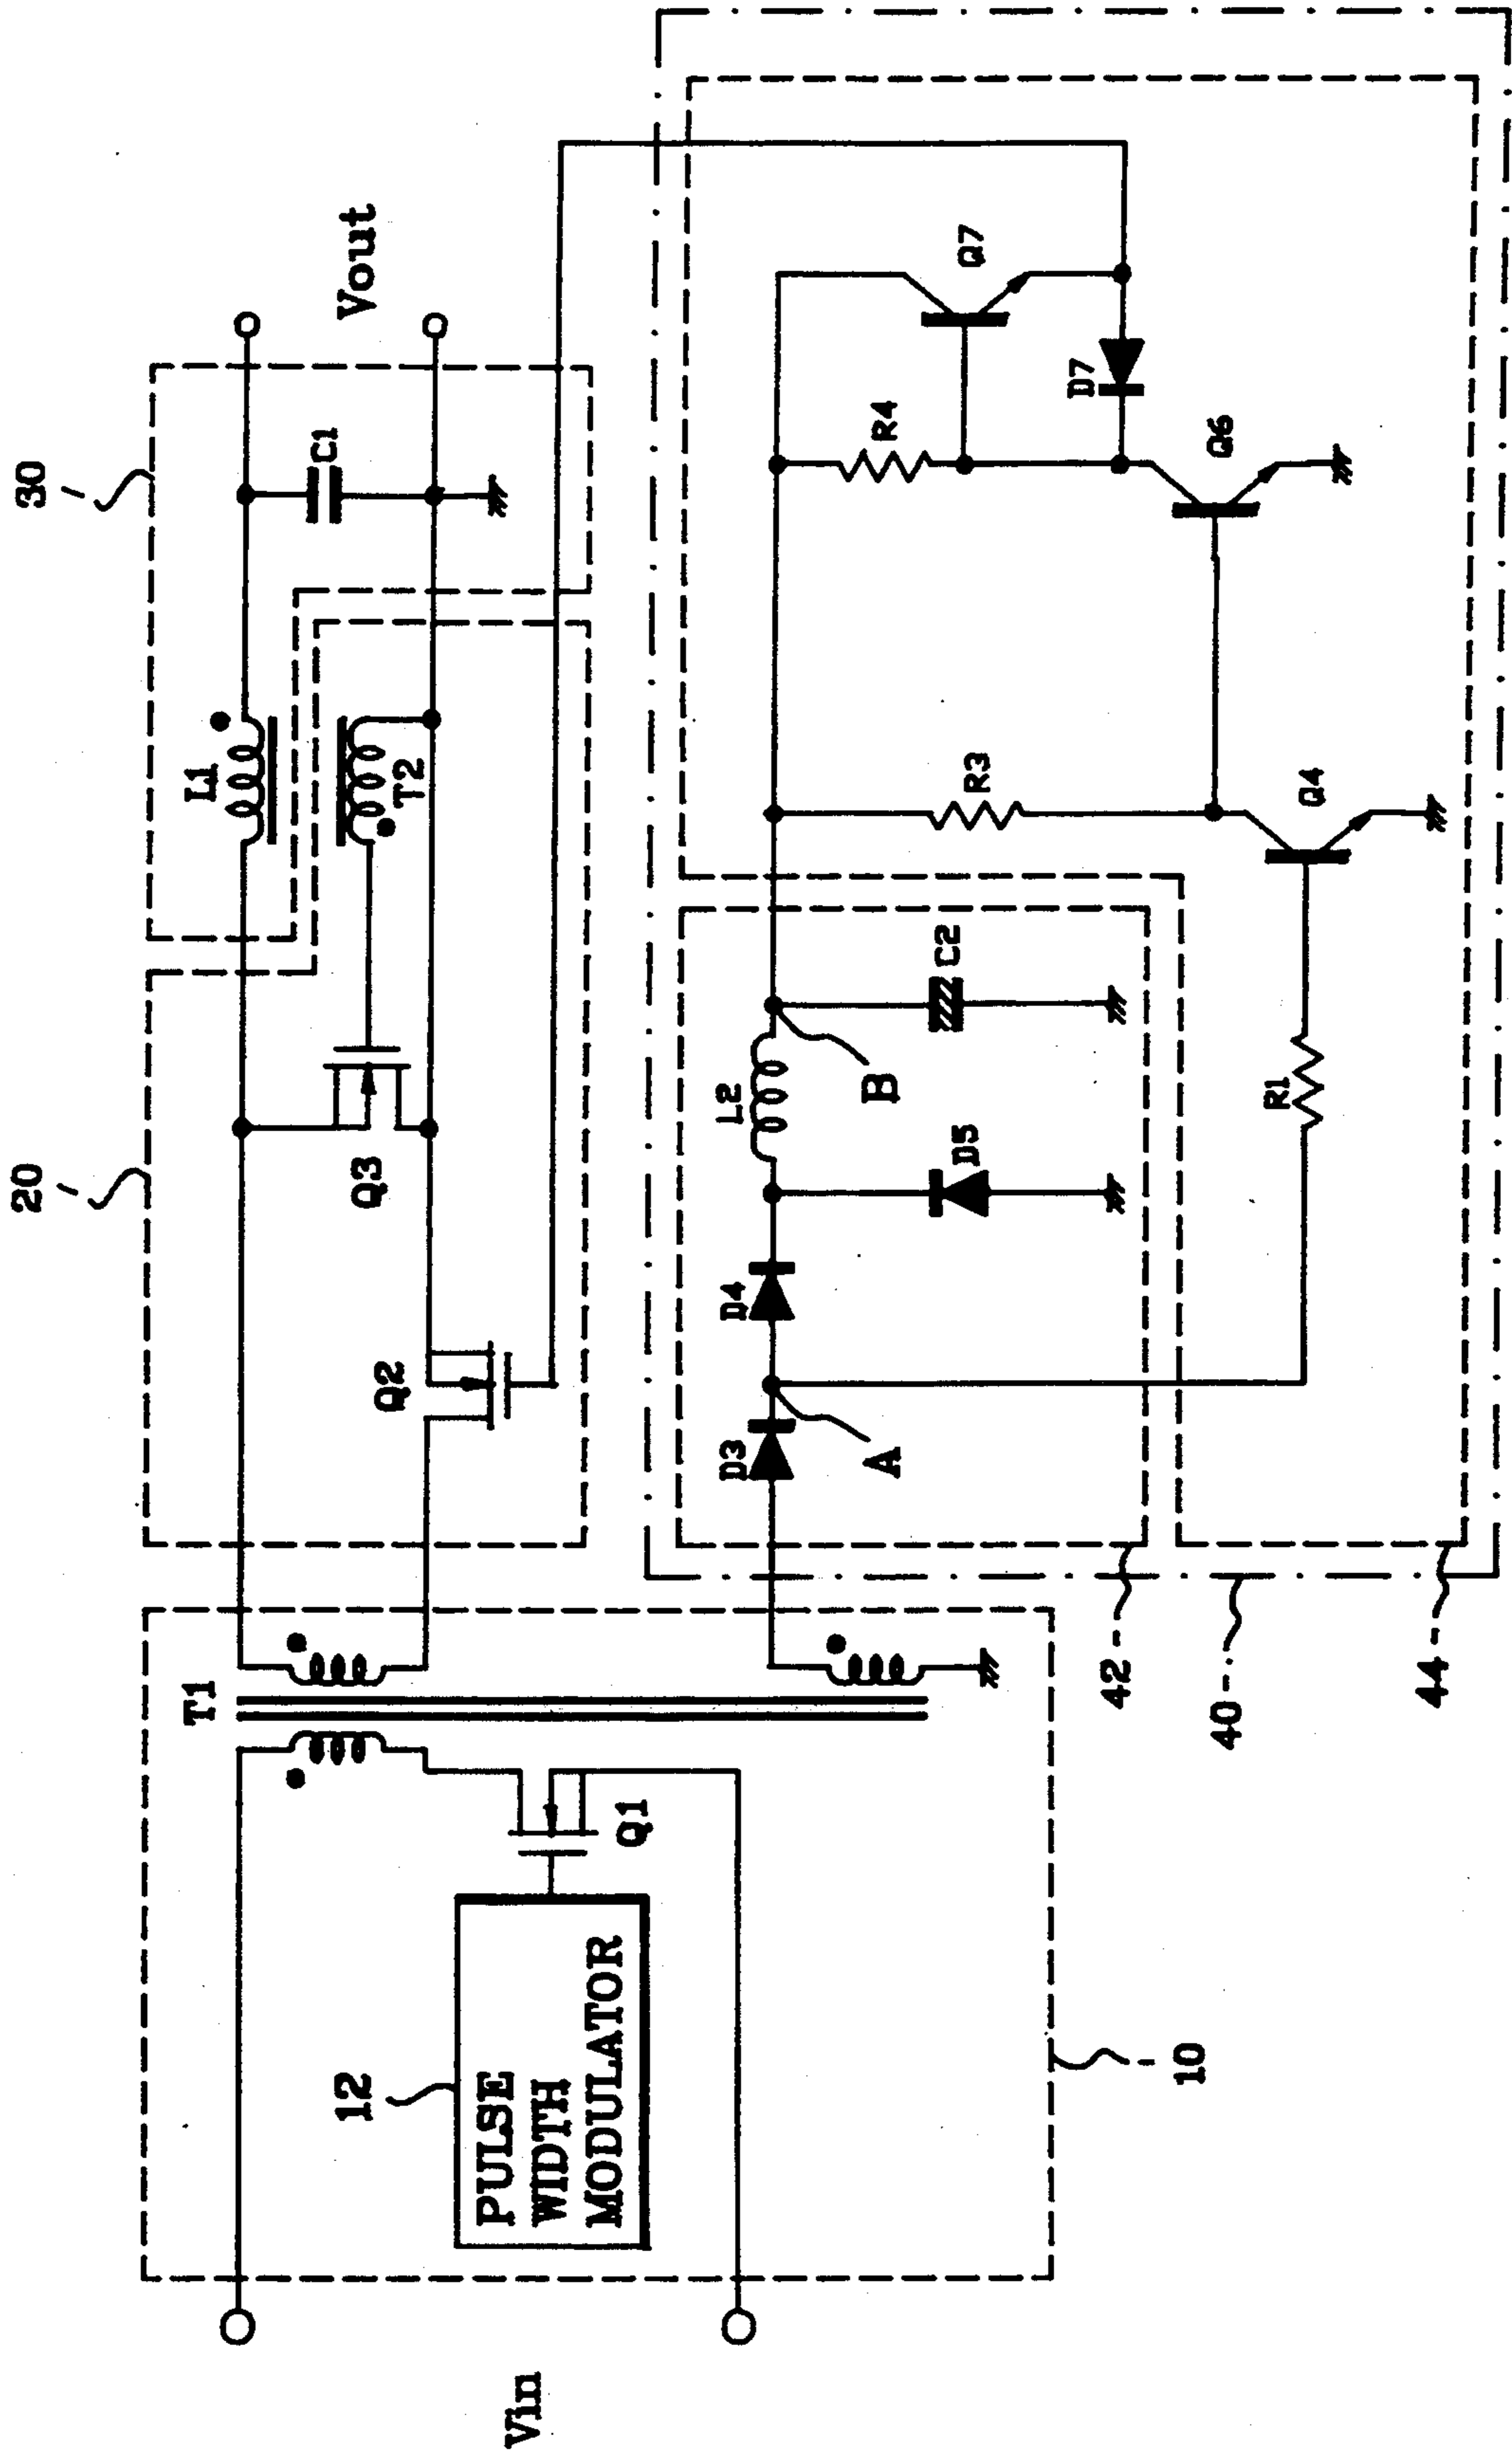 30
Vout
20
L1
C1
T2
Q3
Q2
Q7
R4
D7
Q6
R3
Q4
L2
C2
B
D5
D4
D3
A
R1
42
40
44
T1
Q1
12
PULSE
WIDTH
MODULATOR
10
Vin